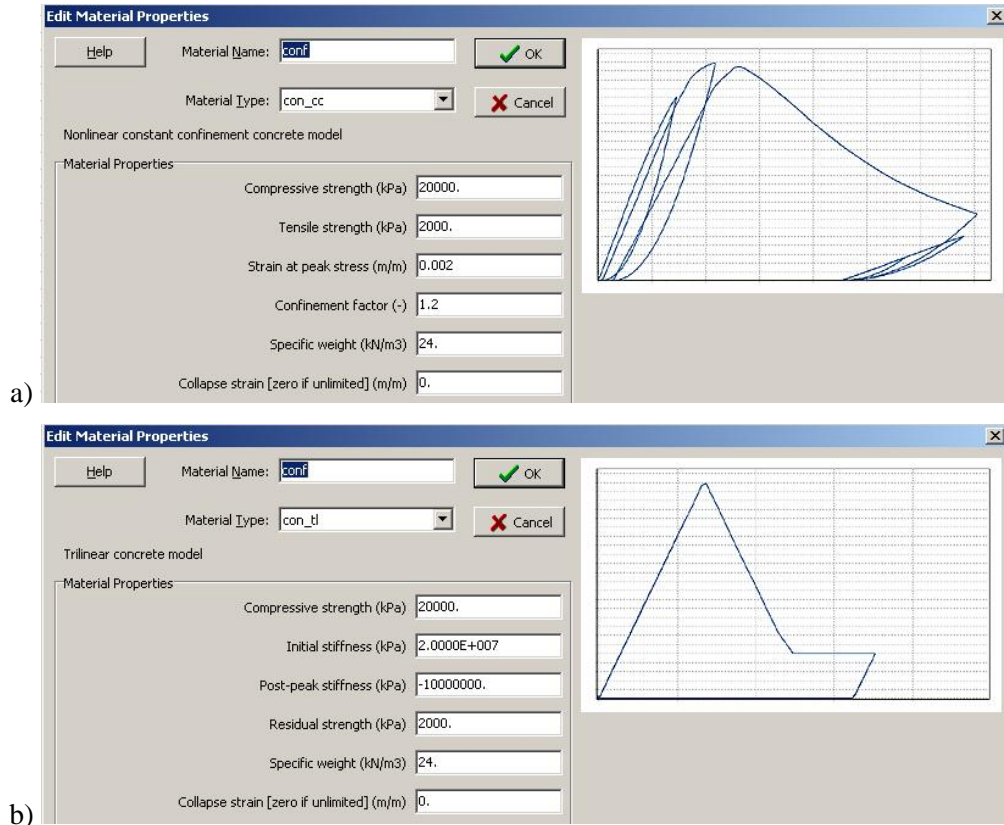 Edit Material Properties
Help Material Name: conf OK
Material Type: con_cc Cancel
Nonlinear constant confinement concrete model
Material Properties
Compressive strength (kPa) 20000.
Tensile strength (kPa) 2000.
Strain at peak stress (m/m) 0.002
Confinement factor (-) 1.2
Specific weight (kN/m3) 24.
a) Collapse strain [zero if unlimited] (m/m) 0.
Edit Material Properties
Help Material Name: conf OK
Material Type: con_tl Cancel
Trilinear concrete model
Material Properties
Compressive strength (kPa) 20000.
Initial stiffness (kPa) 2.0000E+007
Post-peak stiffness (kPa) -10000000.
Residual strength (kPa) 2000.
Specific weight (kN/m3) 24.
b) Collapse strain [zero if unlimited] (m/m) 0.